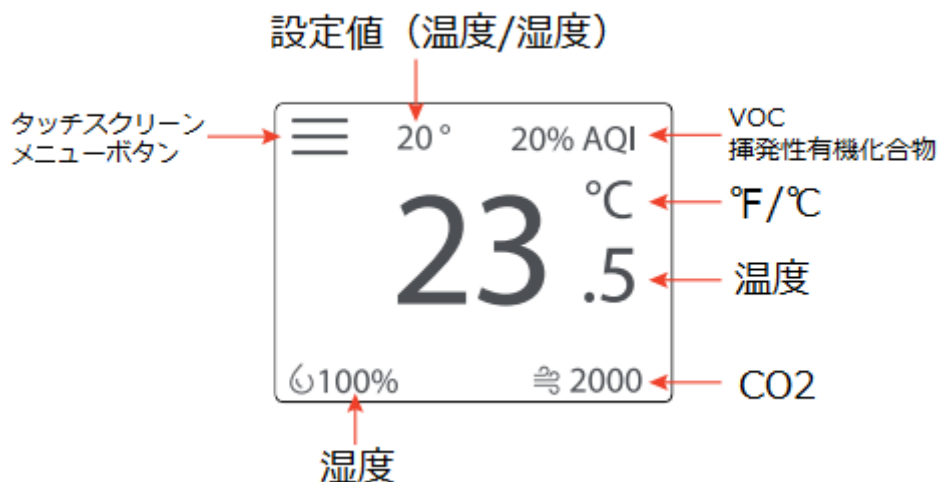 設定値（温度/湿度）
タッチスクリーン
メニューボタン
20 °
20% AQI
VOC
揮発性有機化合物
23
°C
.5
℉/℃
温度
100%
2000
CO2
湿度